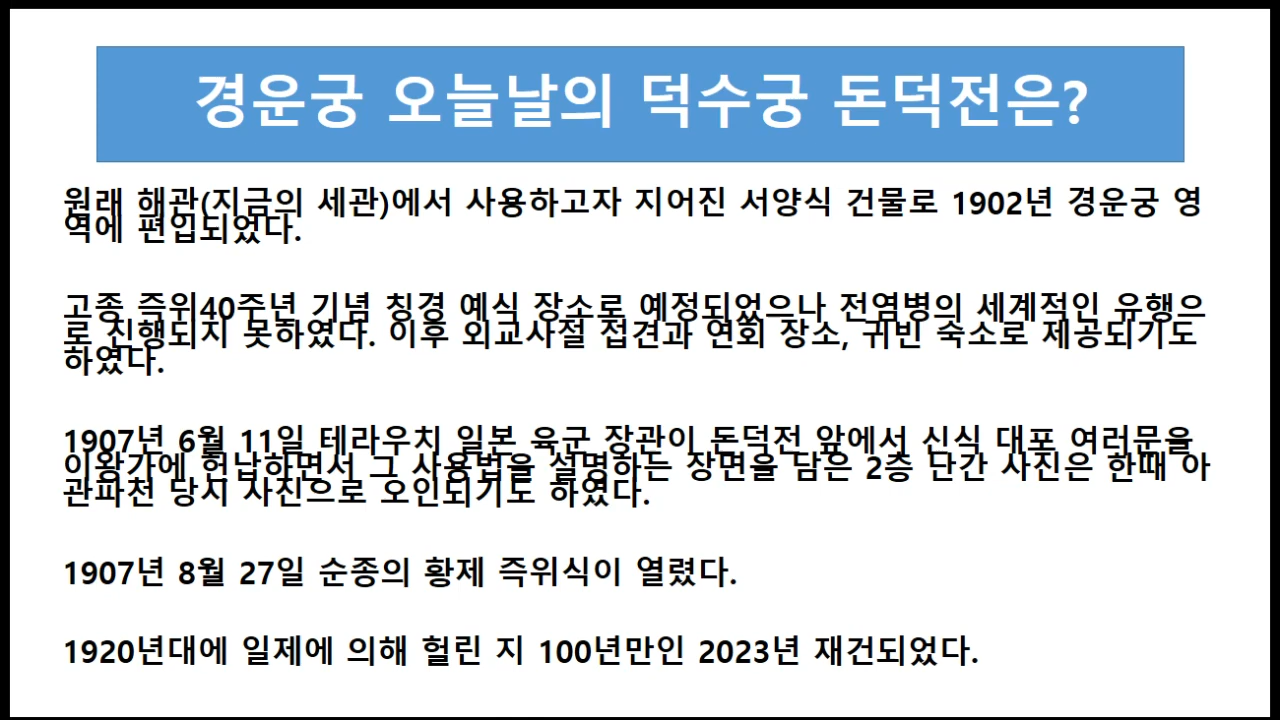 경운궁 오늘날의 덕수궁 돈덕전은?
원래 해관(지금의 세관)에서 사용하고자 지어진 서양식 건물로 1902년 경운궁 영
역에 편입되었다.
고종 즉위40주년 기념 칭경 예식 장소로 예정되었으나 전염병의 세계적인 유행으
로 진행되지 못하였다. 이후 외교사절 접견과 연회 장소, 귀빈 숙소로 제공되기도
하였다.
1907년 6월 11일 테라우치 일본 육군 장관이 돈덕전 앞에서 신식 대포 여러문을
이왕가에 헌납하면서 그 사용법을 설명하는 장면을 담은 2층 난간 사진은 한때 아
관파천 당시 사진으로 오인되기도 하였다.
1907년 8월 27일 순종의 황제 즉위식이 열렸다.
1920년대에 일제에 의해 헐린 지 100년만인 2023년 재건되었다.